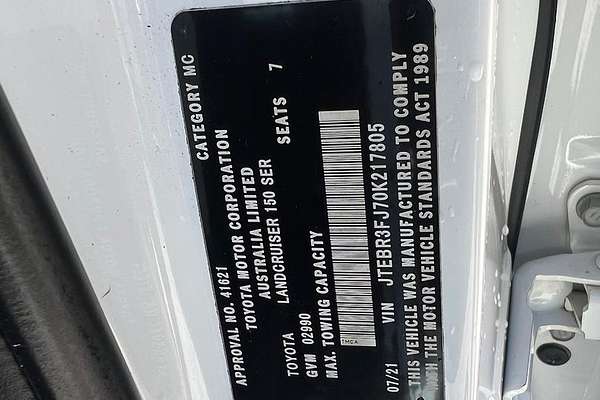 APPROVAL NO. 41621 CATEGORY MC
TOYOTA MOTOR CORPORATION
AUSTRALIA LIMITED
TOYOTA LANDCRUISER 150 SER
GVM 02990 SEATS 7
MAX. TOWING CAPACITY
TMCA
07/21 VIN JTEBR3FJ70K217805
THIS VEHICLE WAS MANUFACTURED TO COMPLY
WITH THE MOTOR VEHICLE STANDARDS ACT 1989